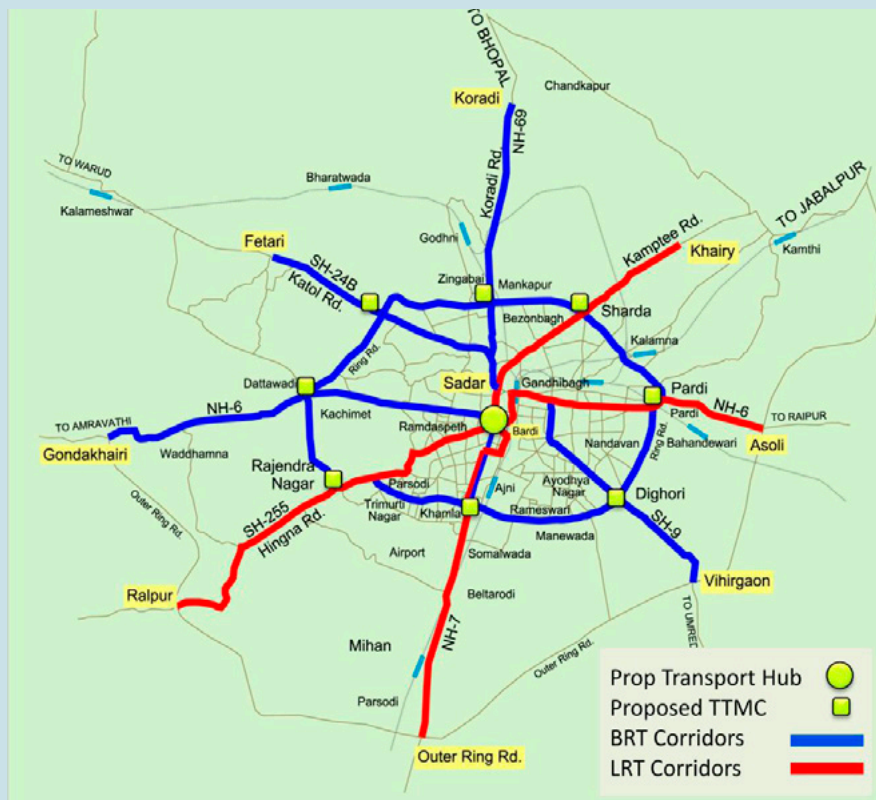 TO BHOPAL
Koradi
Chandkapur
NH-69
Koradi Rd.
TO WARUD
Kalameshwar
Bharatwada
Godhni
TO JABALPUR
Kamthi
Kamptee Rd.
Khairy
Fetari
SH-24B
Katol Rd.
Zingabai
Mankapur
Bezonbagh
Sharda
Kalamna
Ring Rd.
Sadar
Gandhibagh
Dattawadi
Kachimet
Pardi
Pardi
NH-6
TO RAIPUR
Asoli
NH-6
TO AMRAVATHI
Gondakhairi
Waddhamna
Ramdaspeth
Bardi
Nandavan
Ring Rd.
Bahandewari
Rajendra
Nagar
Parsodi
Ajni
Ayodhya
Nagar
Dighori
Trimurti
Nagar
Khamla
Rameswari
Manewada
SH-9
Outer Ring Rd.
SH-255
Hingna Rd.
Airport
Somalwada
Vihirgaon
Ralpur
Beltarodi
TO UMRED
Mihan
NH-7
Outer Ring Rd.
Parsodi
Outer Ring Rd.
Prop Transport Hub
Proposed TTMC
BRT Corridors
LRT Corridors